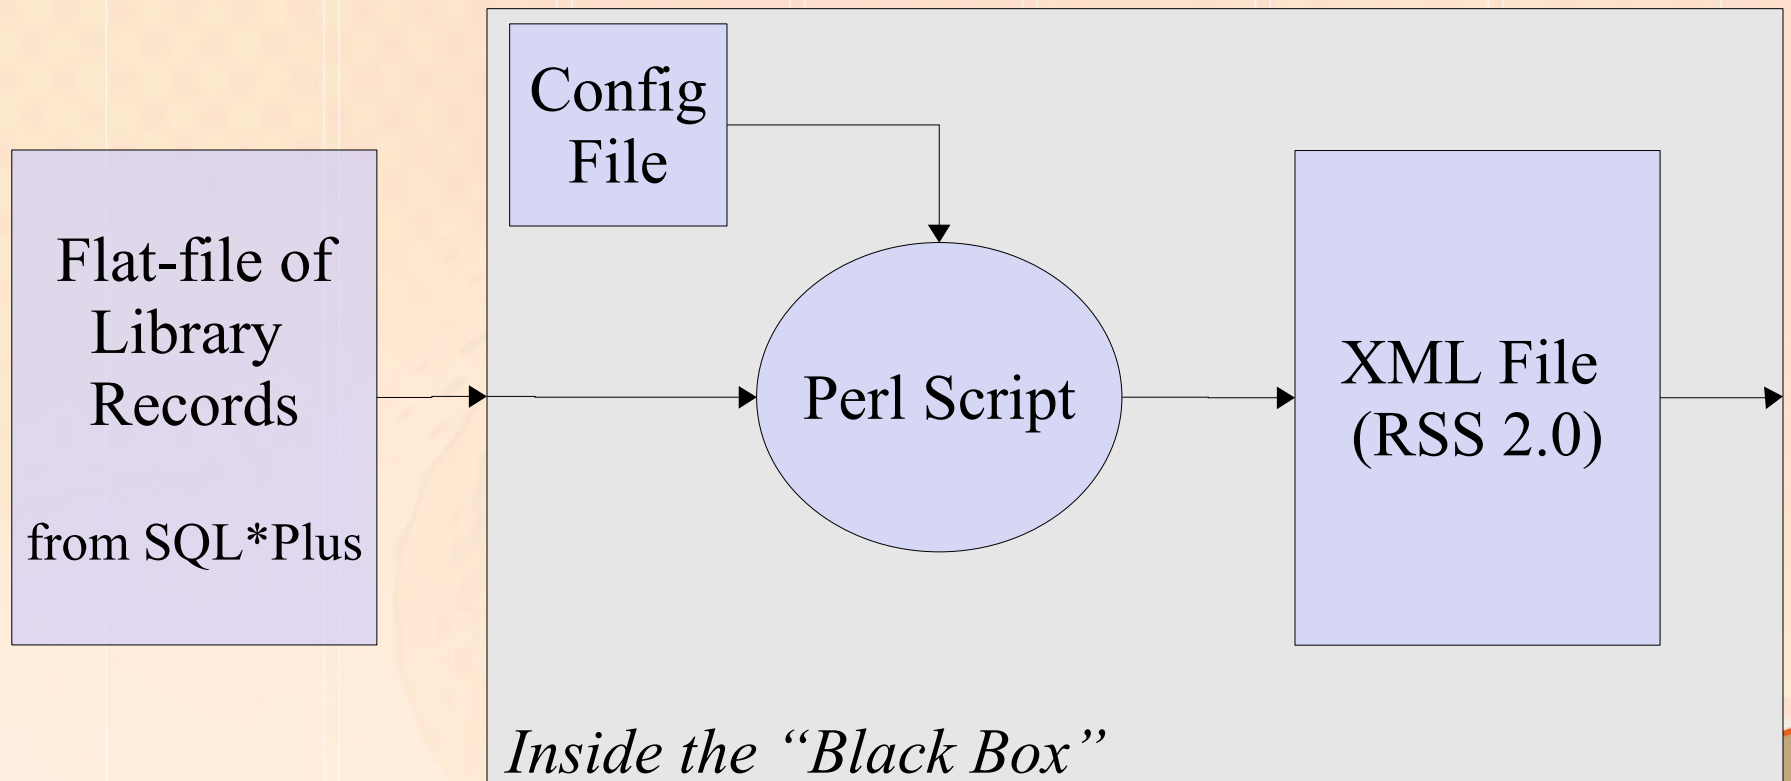 Config
File
Flat-file of
Library
Records
from SQL*Plus
Perl Script
XML File
(RSS 2.0)
Inside the “Black Box”